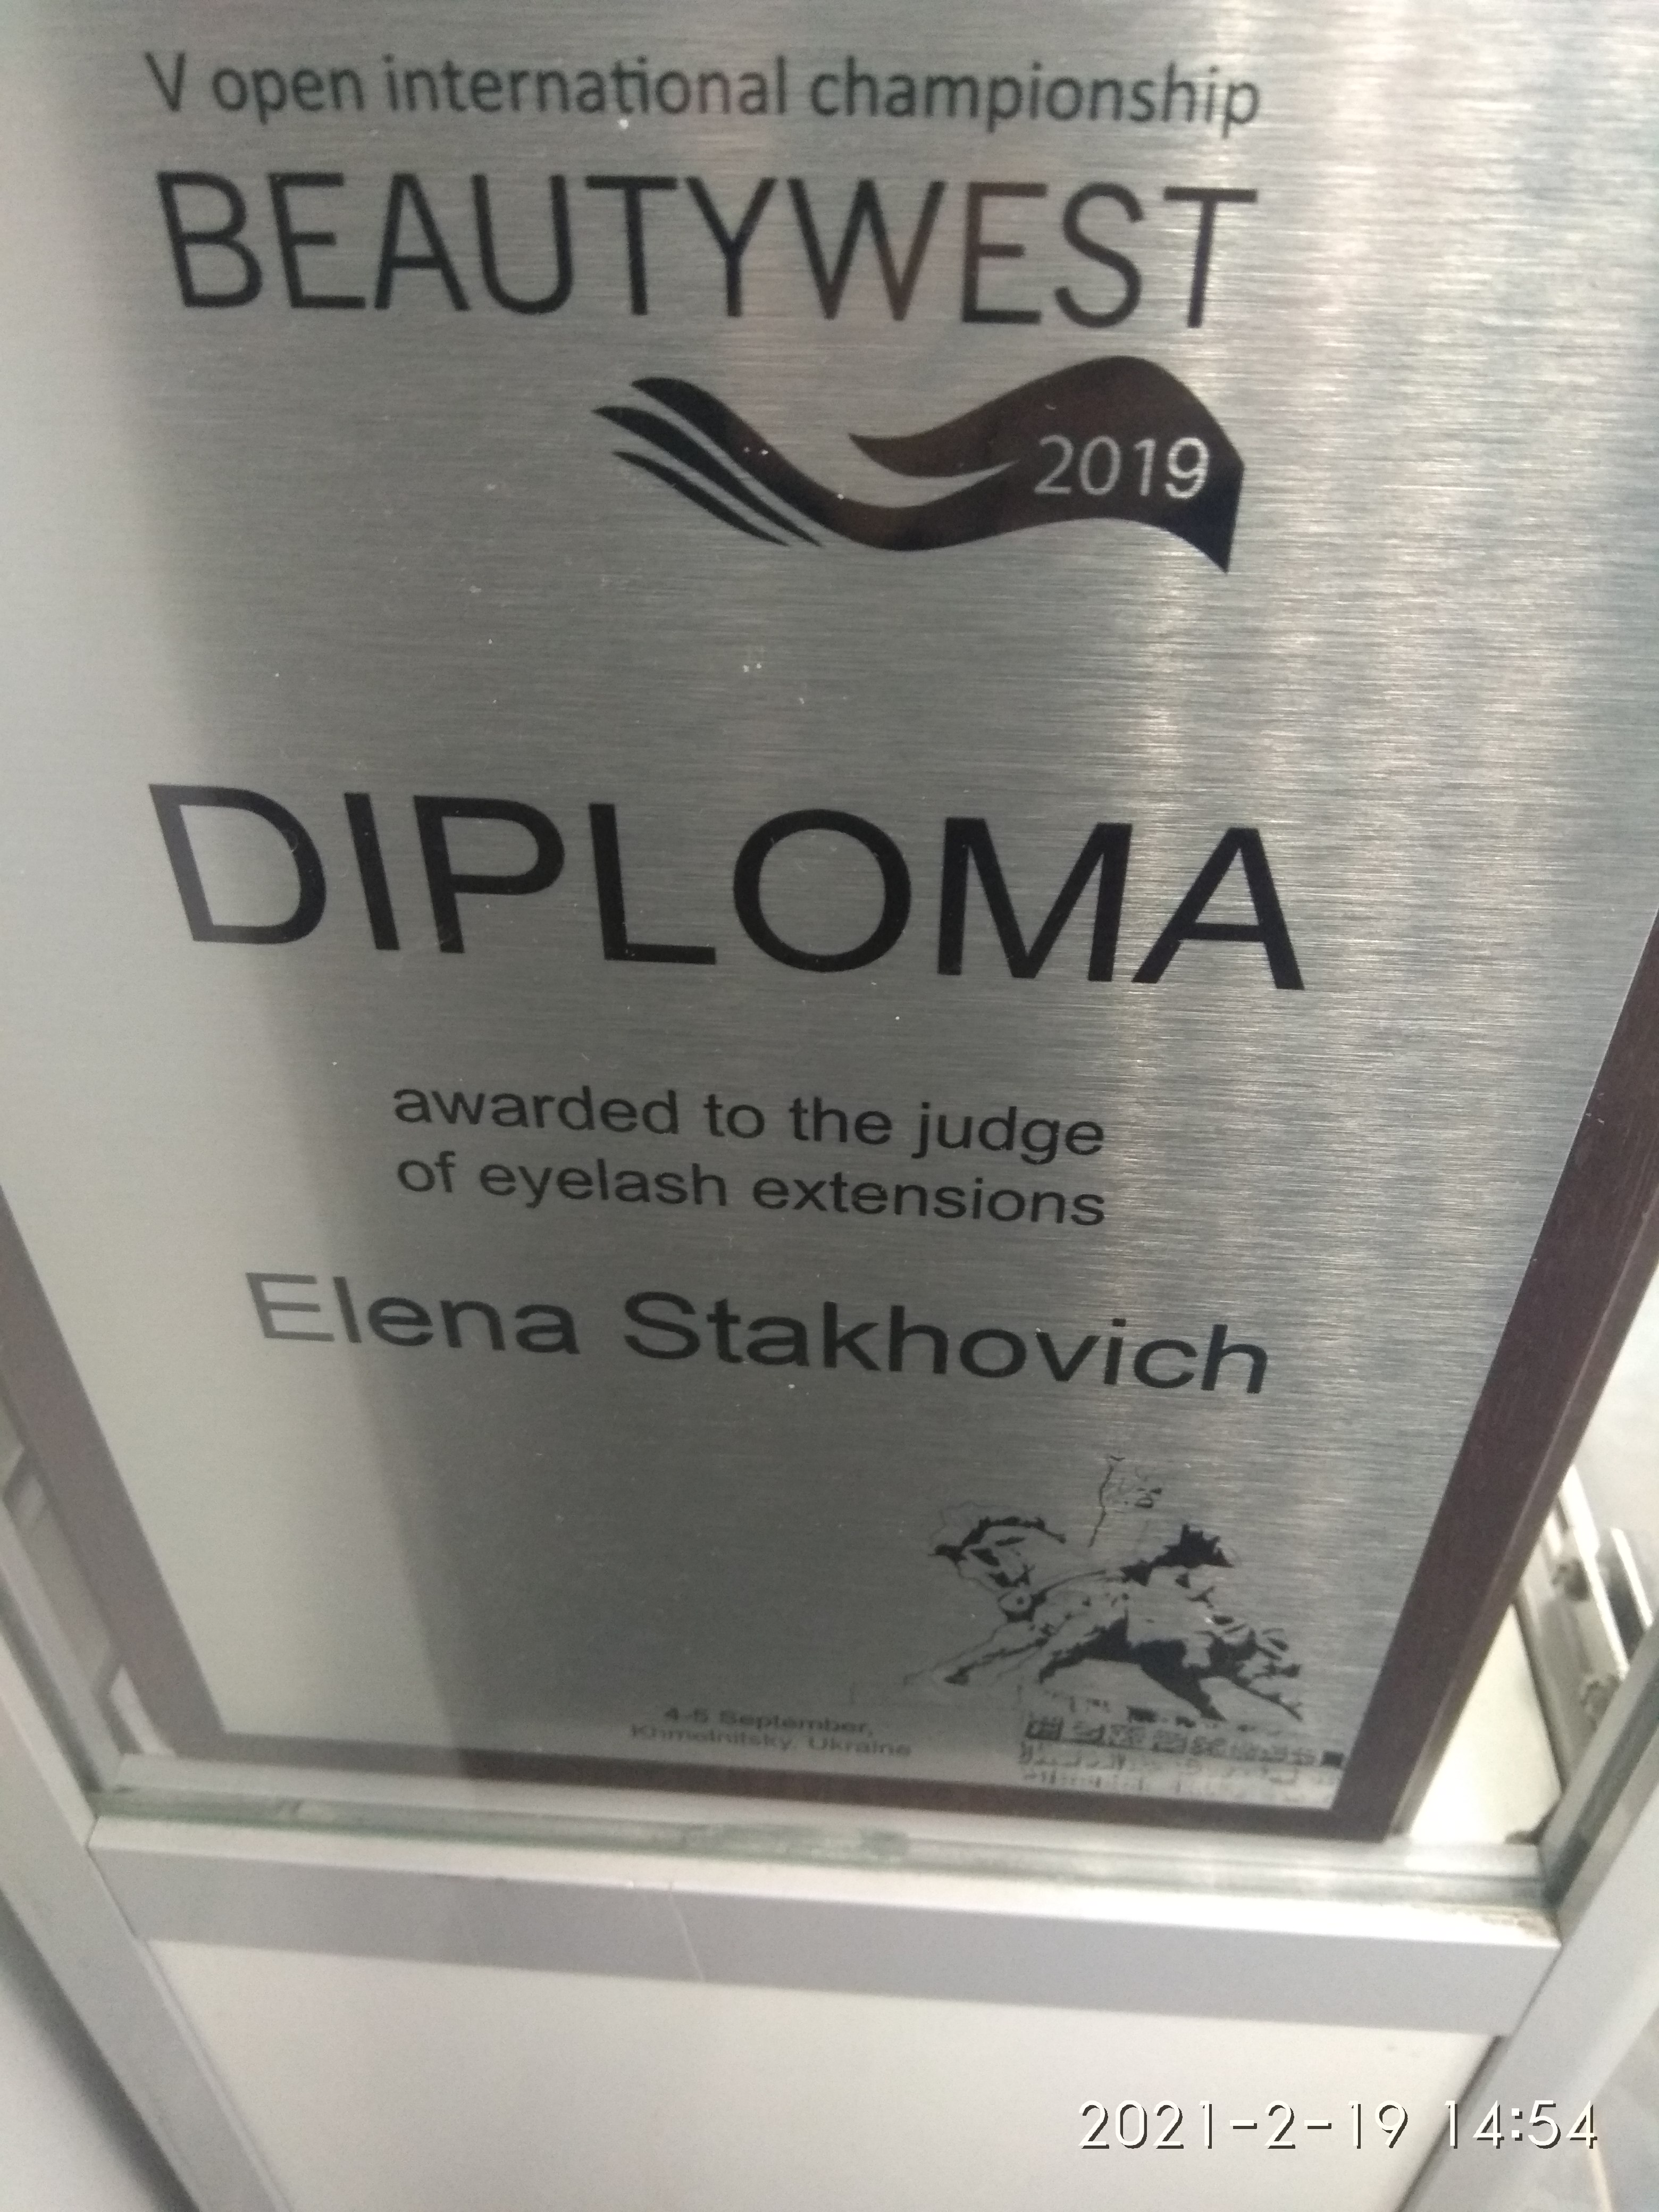 V open international championship
BEAUTYWEST
2019
DIPLOMA
awarded to the judge
of eyelash extensions
Elena Stakhovich
4-5 September,
Khmelnitsky, Ukraine
2021-2-19 14:54